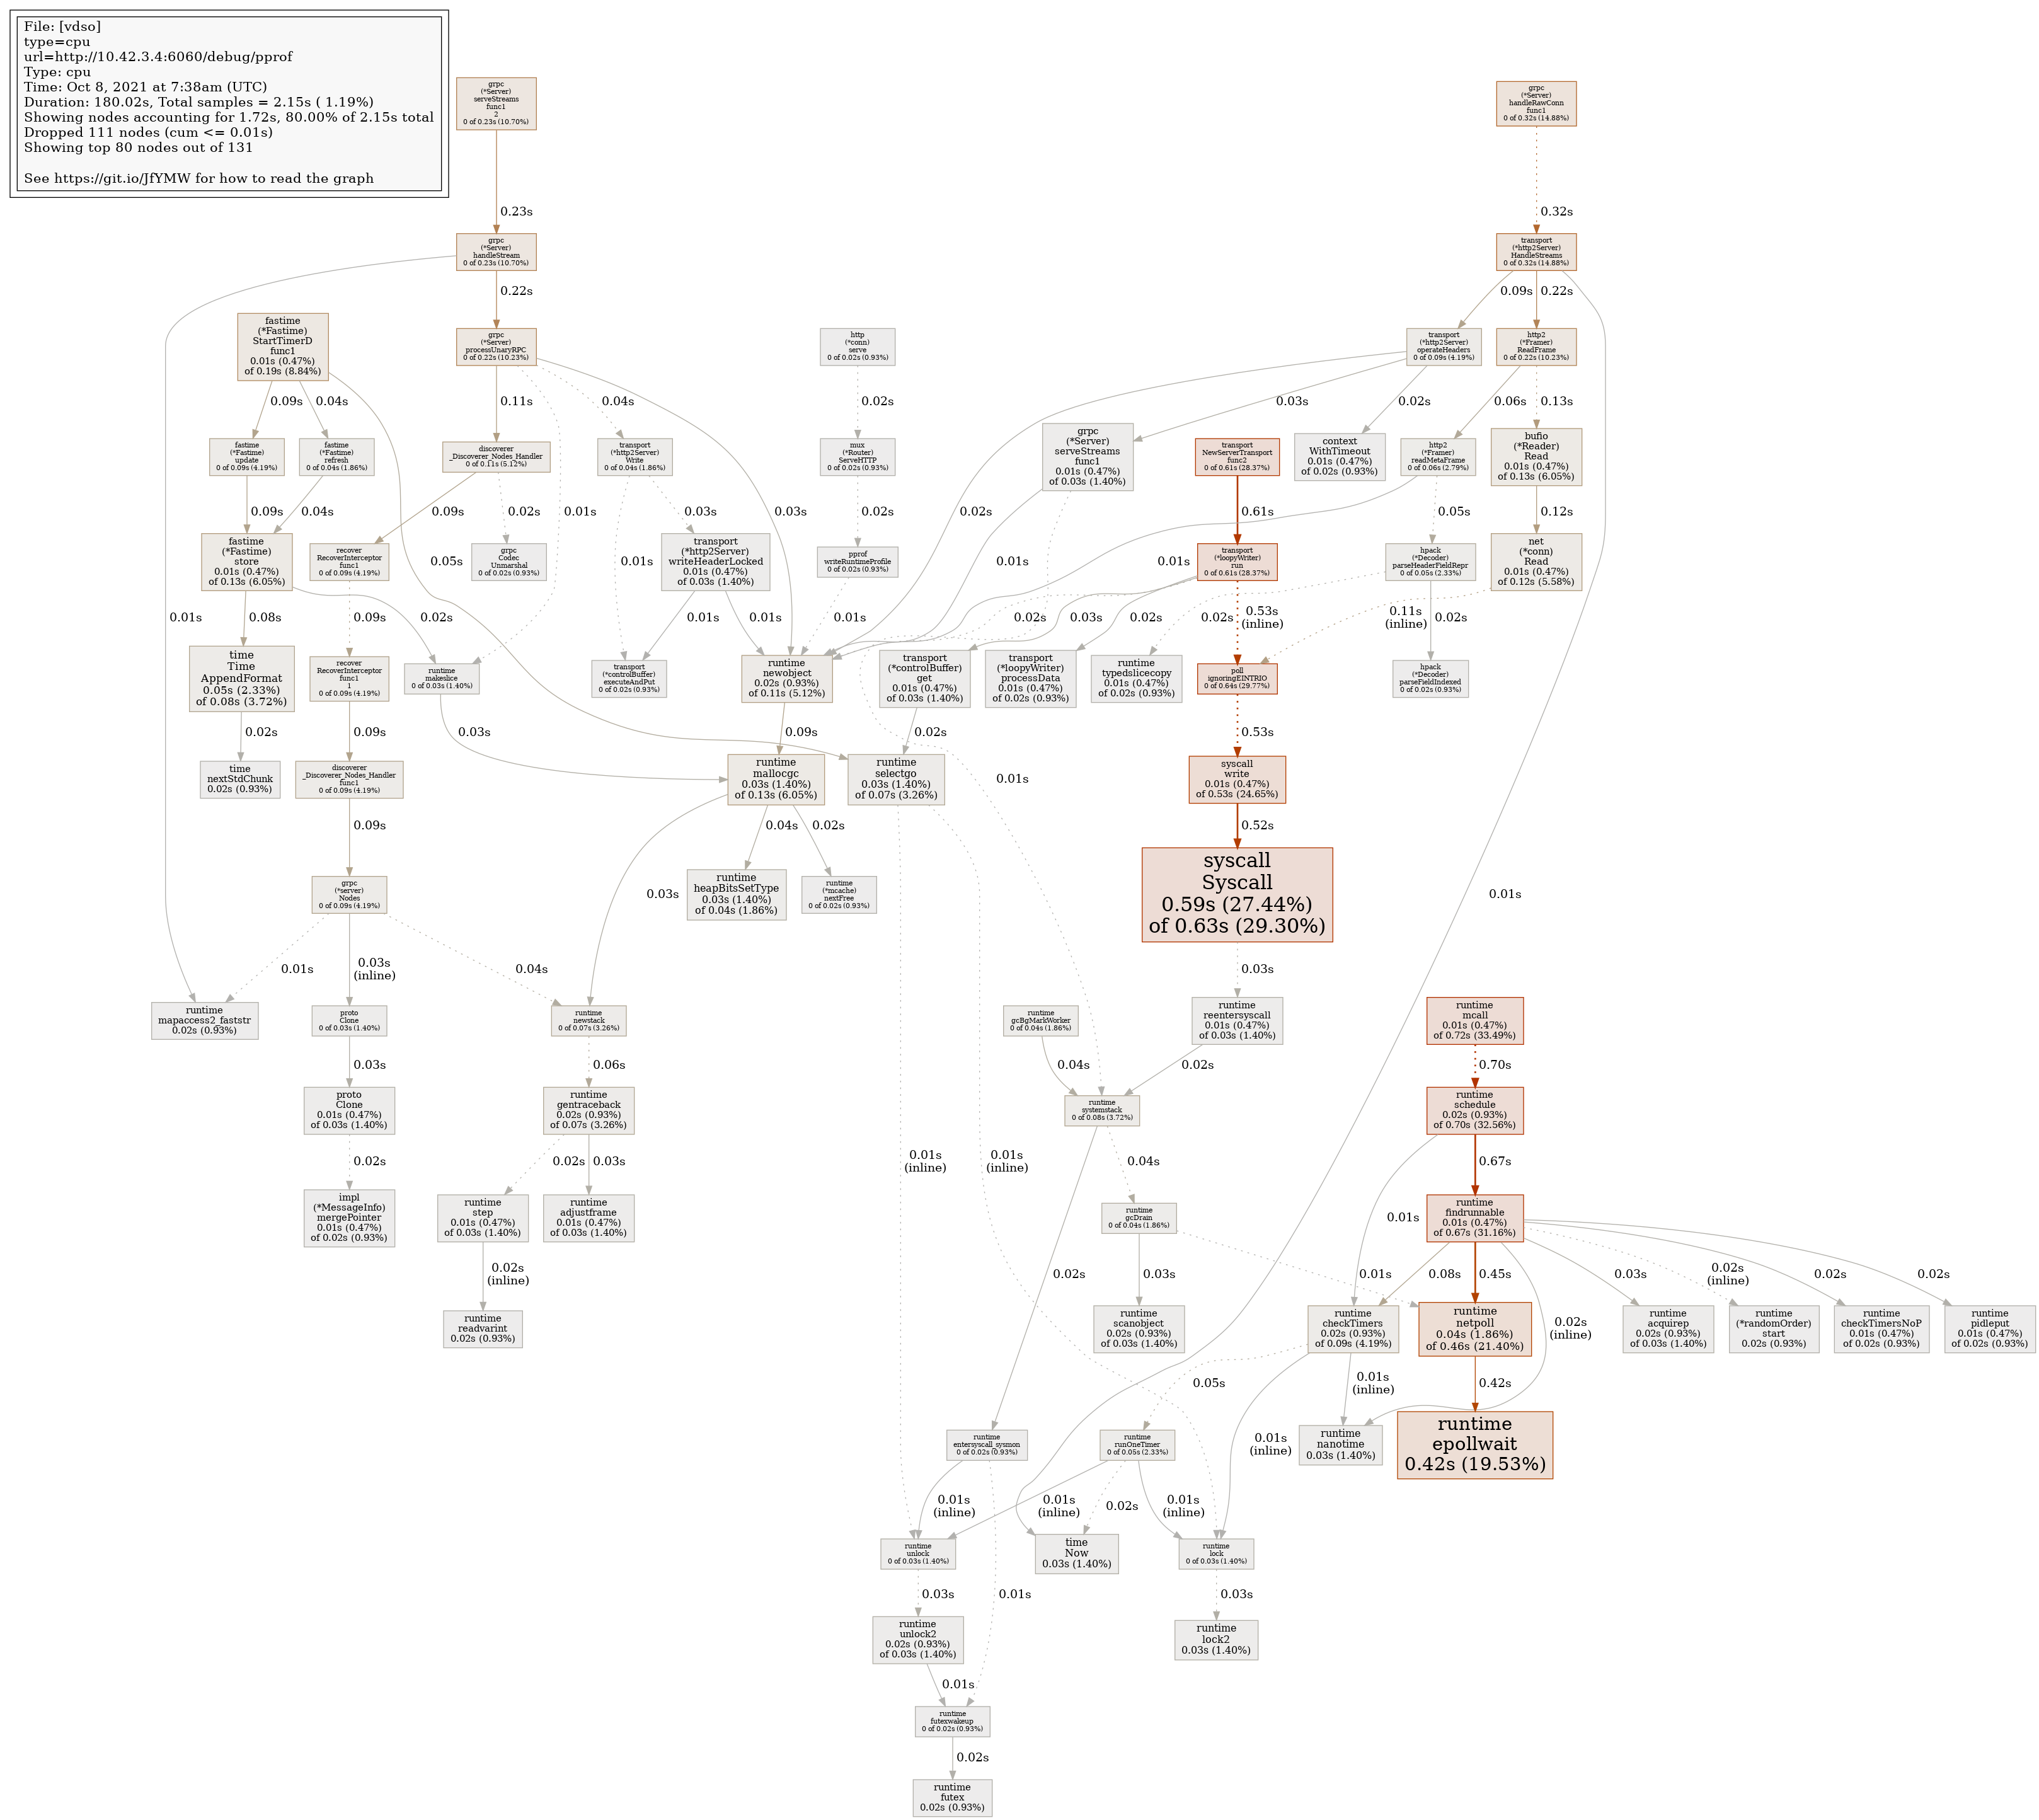 File: [vdso]
type=cpu
url=http://10.42.3.4:6060/debug/pprof
Type: cpu
Time: Oct 8, 2021 at 7:38am (UTC)
Duration: 180.02s, Total samples = 2.15s ( 1.19%)
Showing nodes accounting for 1.72s, 80.00% of 2.15s total
Dropped 111 nodes (cum <= 0.01s)
Showing top 80 nodes out of 131
See https://git.io/JfYMW for how to read the graph
grpc
(*Server)
serveStreams
func1
2
0 of 0.23s (10.70%)
grpc
(*Server)
handleRawConn
func1
0 of 0.32s (14.88%)
0.23s
0.32s
grpc
(*Server)
handleStream
0 of 0.23s (10.70%)
transport
(*http2Server)
HandleStreams
0 of 0.32s (14.88%)
0.22s
0.09s
0.22s
fastime
(*Fastime)
StartTimerD
func1
0.01s (0.47%)
of 0.19s (8.84%)
grpc
(*Server)
processUnaryRPC
0 of 0.22s (10.23%)
http
(*conn)
serve
0 of 0.02s (0.93%)
transport
(*http2Server)
operateHeaders
0 of 0.09s (4.19%)
http2
(*Framer)
ReadFrame
0 of 0.22s (10.23%)
0.09s
0.04s
0.11s
0.04s
0.02s
0.03s
0.02s
0.06s
0.13s
fastime
(*Fastime)
update
0 of 0.09s (4.19%)
fastime
(*Fastime)
refresh
0 of 0.04s (1.86%)
discoverer
_Discoverer_Nodes_Handler
0 of 0.11s (5.12%)
transport
(*http2Server)
Write
0 of 0.04s (1.86%)
mux
(*Router)
ServeHTTP
0 of 0.02s (0.93%)
grpc
(*Server)
serveStreams
func1
0.01s (0.47%)
of 0.03s (1.40%)
transport
NewServerTransport
func2
0 of 0.61s (28.37%)
context
WithTimeout
0.01s (0.47%)
of 0.02s (0.93%)
http2
(*Framer)
readMetaFrame
0 of 0.06s (2.79%)
bufio
(*Reader)
Read
0.01s (0.47%)
of 0.13s (6.05%)
0.09s
0.04s
0.09s
0.02s
0.01s
0.03s
0.03s
0.02s
0.02s
0.61s
0.05s
0.12s
fastime
(*Fastime)
store
0.01s (0.47%)
of 0.13s (6.05%)
recover
RecoverInterceptor
func1
0 of 0.09s (4.19%)
grpc
Codec
Unmarshal
0 of 0.02s (0.93%)
transport
(*http2Server)
writeHeaderLocked
0.01s (0.47%)
of 0.03s (1.40%)
pprof
writeRuntimeProfile
0 of 0.02s (0.93%)
transport
(*loopyWriter)
run
0 of 0.61s (28.37%)
hpack
(*Decoder)
parseHeaderFieldRepr
0 of 0.05s (2.33%)
net
(*conn)
Read
0.01s (0.47%)
of 0.12s (5.58%)
0.05s
0.01s
0.01s
0.01s
0.01s
0.08s
0.02s
0.09s
0.01s
0.01s
0.01s
0.02s
0.03s
0.02s
0.02s
0.53s
(inline)
0.11s
(inline)
0.02s
time
Time
AppendFormat
0.05s (2.33%)
of 0.08s (3.72%)
recover
RecoverInterceptor
func1
1
0 of 0.09s (4.19%)
runtime
makeslice
0 of 0.03s (1.40%)
transport
(*controlBuffer)
executeAndPut
0 of 0.02s (0.93%)
runtime
newobject
0.02s (0.93%)
of 0.11s (5.12%)
transport
(*controlBuffer)
get
0.01s (0.47%)
of 0.03s (1.40%)
transport
(*loopyWriter)
processData
0.01s (0.47%)
of 0.02s (0.93%)
runtime
typedslicecopy
0.01s (0.47%)
of 0.02s (0.93%)
poll
ignoringEINTRIO
0 of 0.64s (29.77%)
hpack
(*Decoder)
parseFieldIndexed
0 of 0.02s (0.93%)
0.02s
0.09s
0.03s
0.09s
0.02s
0.53s
time
nextStdChunk
0.02s (0.93%)
discoverer
_Discoverer_Nodes_Handler
func1
0 of 0.09s (4.19%)
runtime
mallocgc
0.03s (1.40%)
of 0.13s (6.05%)
runtime
selectgo
0.03s (1.40%)
of 0.07s (3.26%)
0.01s
syscall
write
0.01s (0.47%)
of 0.53s (24.65%)
0.09s
0.04s
0.02s
0.52s
grpc
(*server)
Nodes
0 of 0.09s (4.19%)
0.03s
runtime
heapBitsSetType
0.03s (1.40%)
of 0.04s (1.86%)
runtime
(*mcache)
nextFree
0 of 0.02s (0.93%)
syscall
Syscall
0.59s (27.44%)
of 0.63s (29.30%)
0.01s
0.01s
0.03s
(inline)
0.04s
0.03s
runtime
mapaccess2_faststr
0.02s (0.93%)
proto
Clone
0 of 0.03s (1.40%)
runtime
newstack
0 of 0.07s (3.26%)
runtime
gcBgMarkWorker
0 of 0.04s (1.86%)
runtime
reentersyscall
0.01s (0.47%)
of 0.03s (1.40%)
runtime
mcall
0.01s (0.47%)
of 0.72s (33.49%)
0.03s
0.06s
0.04s
0.02s
0.70s
proto
Clone
0.01s (0.47%)
of 0.03s (1.40%)
runtime
gentraceback
0.02s (0.93%)
of 0.07s (3.26%)
runtime
systemstack
0 of 0.08s (3.72%)
runtime
schedule
0.02s (0.93%)
of 0.70s (32.56%)
0.02s
0.02s
0.03s
0.01s
(inline)
0.01s
(inline)
0.04s
0.67s
impl
(*MessageInfo)
mergePointer
0.01s (0.47%)
of 0.02s (0.93%)
runtime
step
0.01s (0.47%)
of 0.03s (1.40%)
runtime
adjustframe
0.01s (0.47%)
of 0.03s (1.40%)
runtime
gcDrain
0 of 0.04s (1.86%)
0.01s
runtime
findrunnable
0.01s (0.47%)
of 0.67s (31.16%)
0.02s
(inline)
0.02s
0.03s
0.01s
0.08s
0.45s
0.03s
0.02s
(inline)
0.02s
0.02s
runtime
readvarint
0.02s (0.93%)
runtime
scanobject
0.02s (0.93%)
of 0.03s (1.40%)
runtime
checkTimers
0.02s (0.93%)
of 0.09s (4.19%)
runtime
netpoll
0.04s (1.86%)
of 0.46s (21.40%)
0.02s
(inline)
runtime
acquirep
0.02s (0.93%)
of 0.03s (1.40%)
runtime
(*randomOrder)
start
0.02s (0.93%)
runtime
checkTimersNoP
0.01s (0.47%)
of 0.02s (0.93%)
runtime
pidleput
0.01s (0.47%)
of 0.02s (0.93%)
0.05s
0.01s
(inline)
0.42s
runtime
entersyscall_sysmon
0 of 0.02s (0.93%)
runtime
runOneTimer
0 of 0.05s (2.33%)
0.01s
(inline)
runtime
nanotime
0.03s (1.40%)
runtime
epollwait
0.42s (19.53%)
0.01s
(inline)
0.01s
(inline)
0.02s
0.01s
(inline)
runtime
unlock
0 of 0.03s (1.40%)
time
Now
0.03s (1.40%)
runtime
lock
0 of 0.03s (1.40%)
0.03s
0.01s
0.03s
runtime
unlock2
0.02s (0.93%)
of 0.03s (1.40%)
runtime
lock2
0.03s (1.40%)
0.01s
runtime
futexwakeup
0 of 0.02s (0.93%)
0.02s
runtime
futex
0.02s (0.93%)